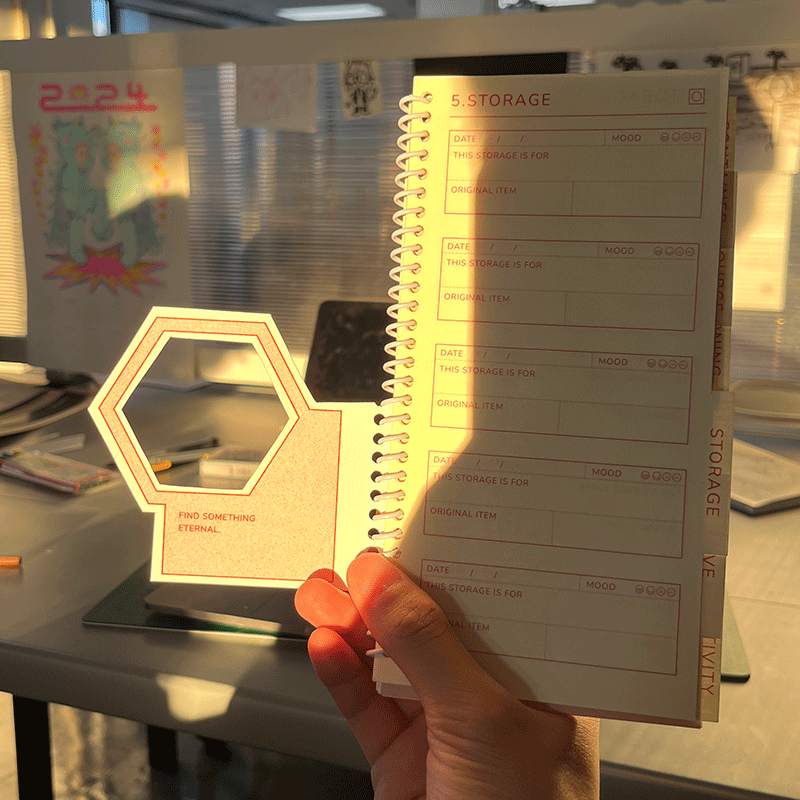 2024
5.STORAGE
DATE / / MOOD
THIS STORAGE IS FOR
ORIGINAL ITEM
DATE / / MOOD
THIS STORAGE IS FOR
ORIGINAL ITEM
DATE / / MOOD
THIS STORAGE IS FOR
ORIGINAL ITEM
DATE / / MOOD
THIS STORAGE IS FOR
ORIGINAL ITEM
DATE / / MOOD
THIS STORAGE IS FOR
ITEM
STORAGE
FIND SOMETHING
ETERNAL.